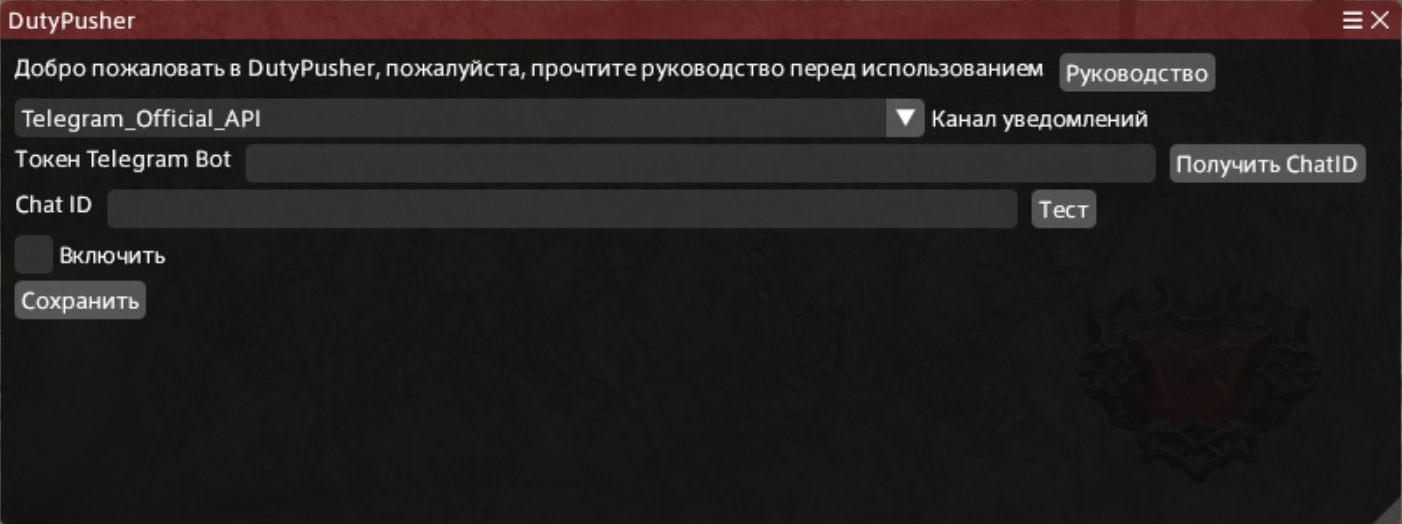 DutyPusher
Добро пожаловать в DutyPusher, пожалуйста, прочтите руководство перед использованием Руководство
Telegram_Official_API Канал уведомлений
Токен Telegram Bot Получить ChatID
Chat ID Тест
Включить
Сохранить